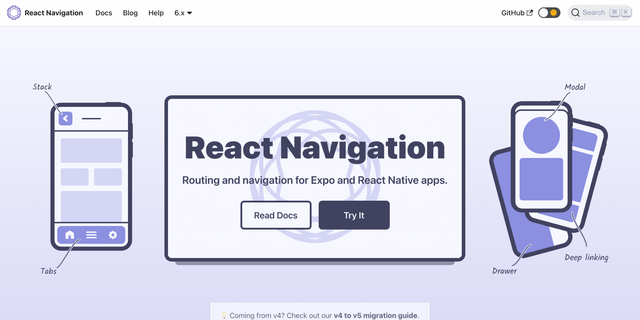 React Navigation Docs Blog Help 6.x GitHub Search ⌘ K
Stack
Modal
React Navigation
Routing and navigation for Expo and React Native apps.
Read Docs Try It
Tabs
Drawer
Deep linking
Coming from v4? Check out our v4 to v5 migration guide.